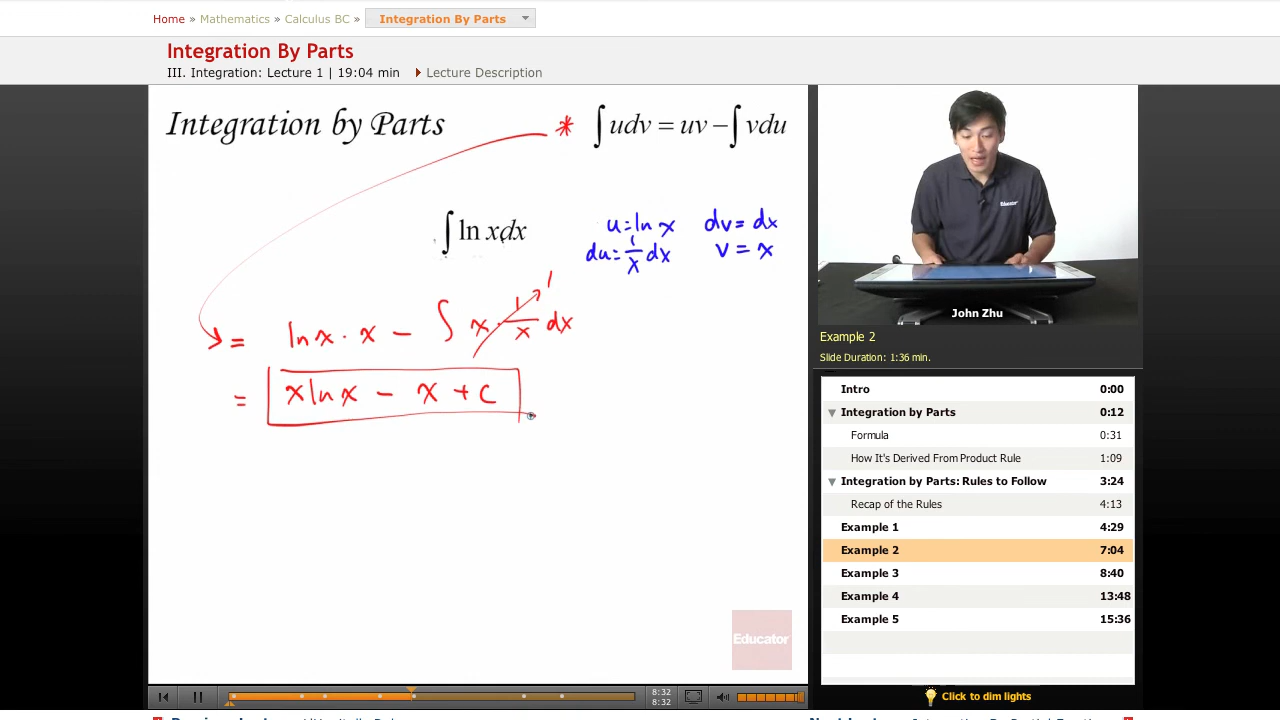 Home » Mathematics » Calculus BC » Integration By Parts
Integration By Parts
III. Integration: Lecture 1 | 19:04 min Lecture Description
Integration by Parts * ∫udv = uv − ∫vdu
∫ln xdx
u = ln x dv = dx
du = 1/x dx v = x
= ln x · x − ∫ x · 1/x dx 1
= x ln x − x + C
Educator
Educator
John Zhu
Example 2
Slide Duration: 1:36 min.
Intro 0:00
Integration by Parts 0:12
Formula 0:31
How It's Derived From Product Rule 1:09
Integration by Parts: Rules to Follow 3:24
Recap of the Rules 4:13
Example 1 4:29
Example 2 7:04
Example 3 8:40
Example 4 13:48
Example 5 15:36
8:32
8:32
Click to dim lights